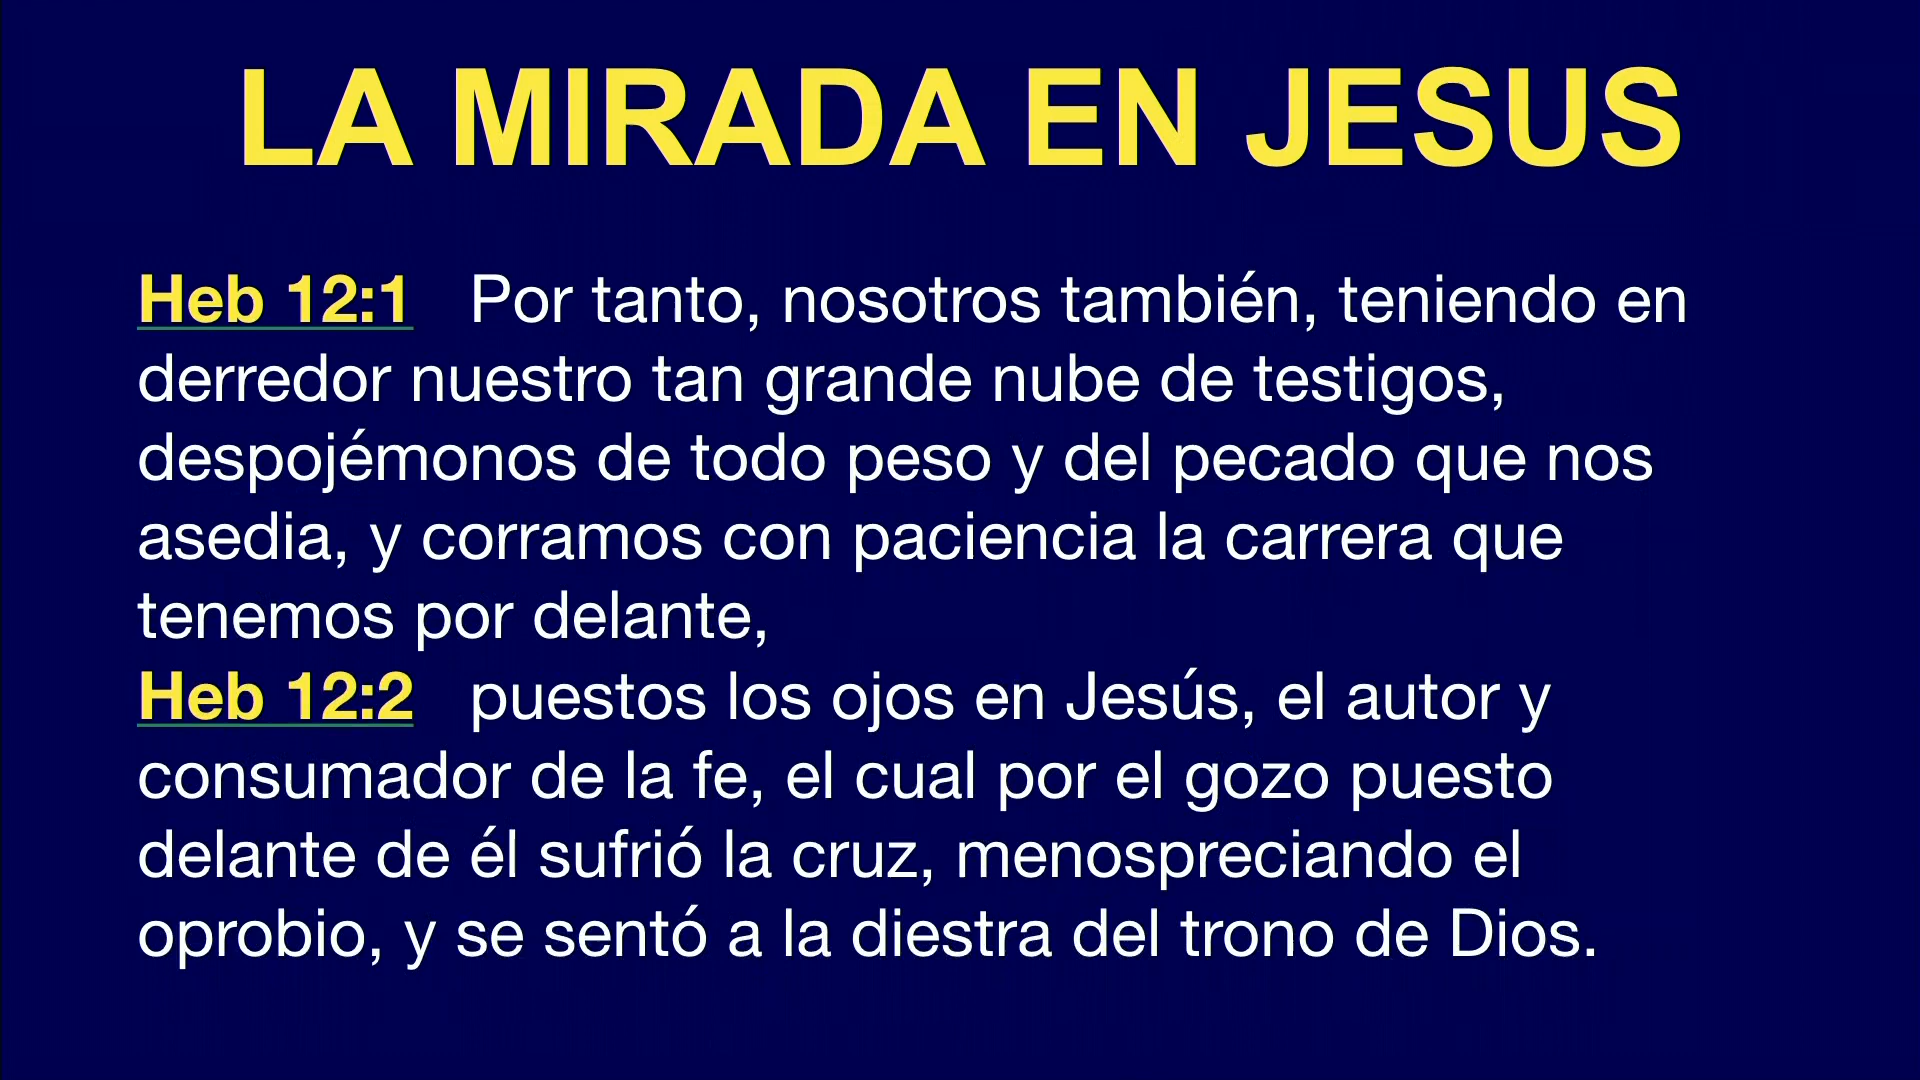 LA MIRADA EN JESUS
Heb 12:1 Por tanto, nosotros también, teniendo en
derredor nuestro tan grande nube de testigos,
despojémonos de todo peso y del pecado que nos
asedia, y corramos con paciencia la carrera que
tenemos por delante,
Heb 12:2 puestos los ojos en Jesús, el autor y
consumador de la fe, el cual por el gozo puesto
delante de él sufrió la cruz, menospreciando el
oprobio, y se sentó a la diestra del trono de Dios.